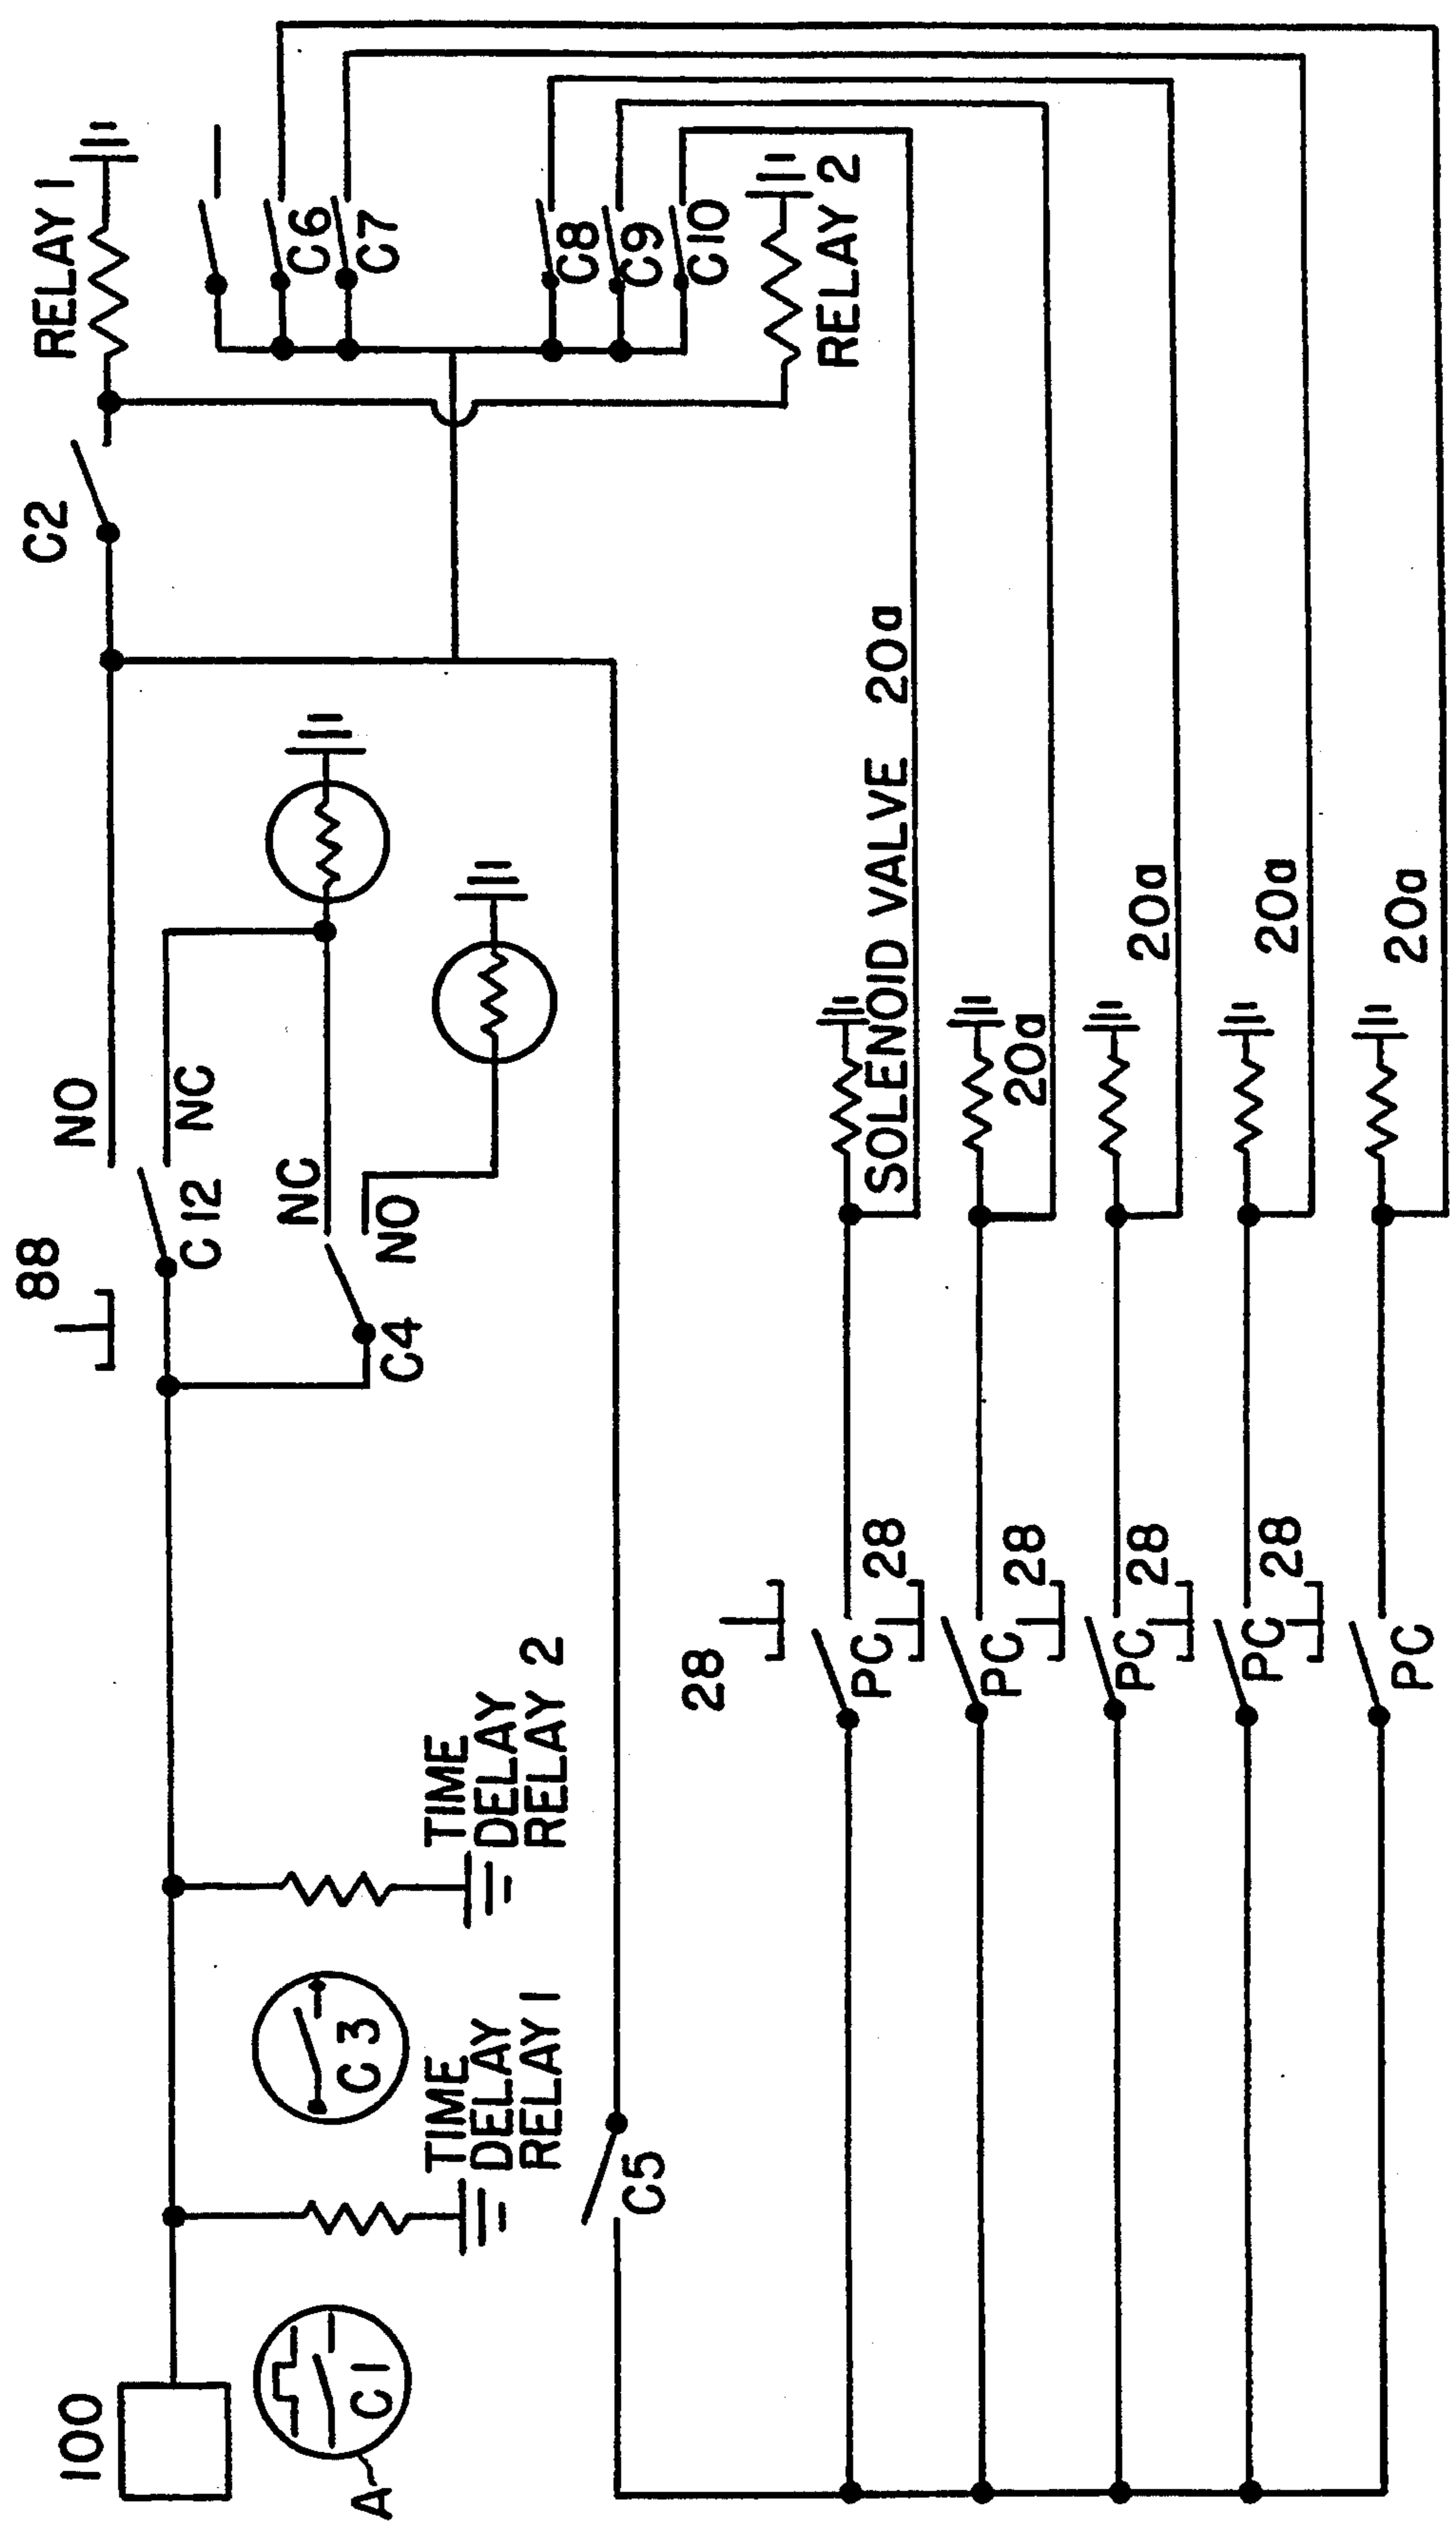 RELAY 1
C6
C7
C8
C9
C10
RELAY 2
C2
NO
NC
C12
88
NC
NO
C4
SOLENOID VALVE 20a
20a
20a
20a
20a
28
28
28
28
28
PC
PC
PC
PC
PC
TIME
DELAY
RELAY 2
C3
TIME
DELAY
RELAY 1
C5
100
C1
A